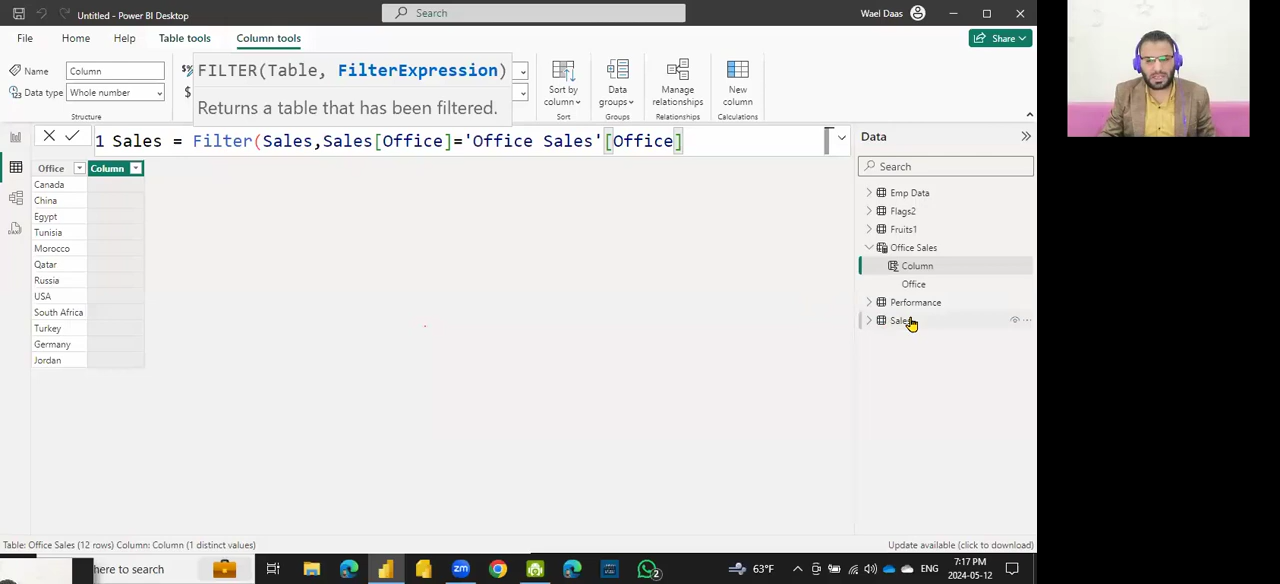 Untitled - Power BI Desktop
Search
Wael Daas
File
Home
Help
Table tools
Column tools
Share
Name
Column
Data type
Whole number
Structure
FILTER(Table, FilterExpression)
Returns a table that has been filtered.
$%
$
Sort by
column
Sort
Data
groups
Groups
Manage
relationships
Relationships
New
column
Calculations
1 Sales = Filter(Sales,Sales[Office]='Office Sales'[Office]
Office
Column
Canada
China
Egypt
Tunisia
Morocco
Qatar
Russia
USA
South Africa
Turkey
Germany
Jordan
Data
Search
Emp Data
Flags2
Fruits1
Office Sales
Column
Office
Performance
Sales
Table: Office Sales (12 rows) Column: Column (1 distinct values)
Update available (click to download)
here to search
2
63°F
ENG
7:17 PM
2024-05-12